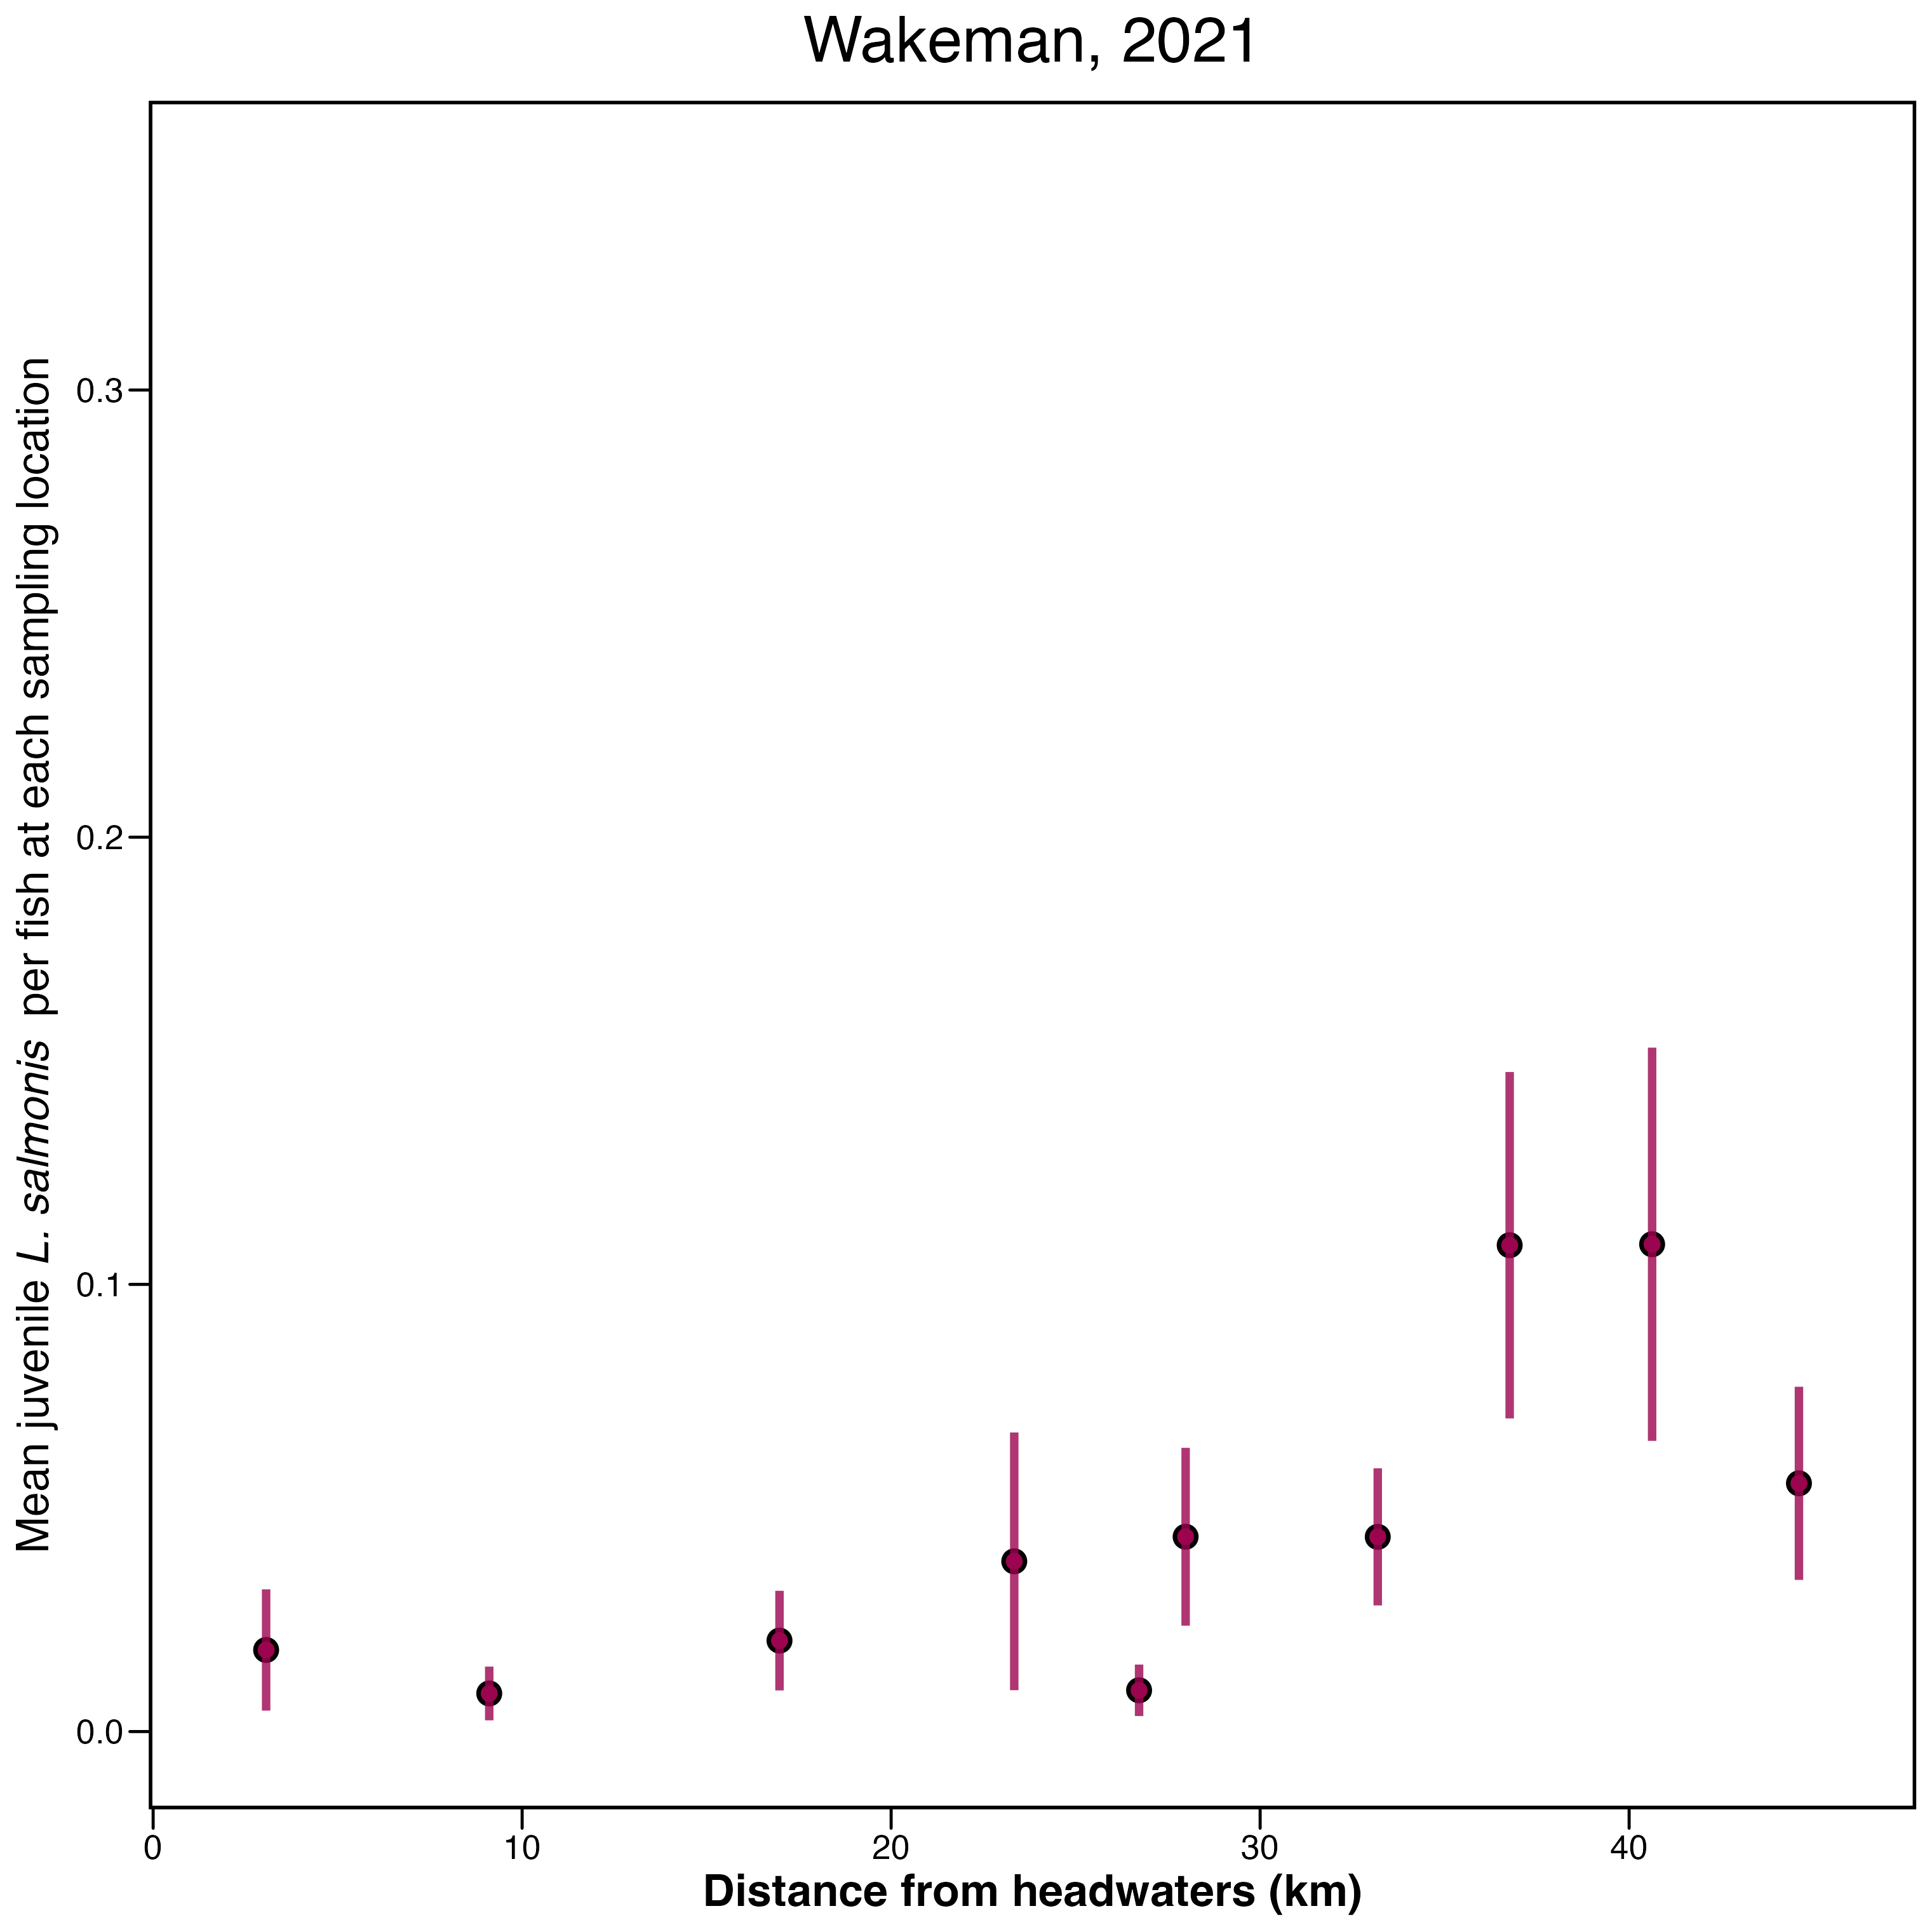 Wakeman, 2021
Mean juvenile L. salmonis per fish at each sampling location
0.3
0.2
0.1
0.0
0 10 20 30 40
Distance from headwaters (km)